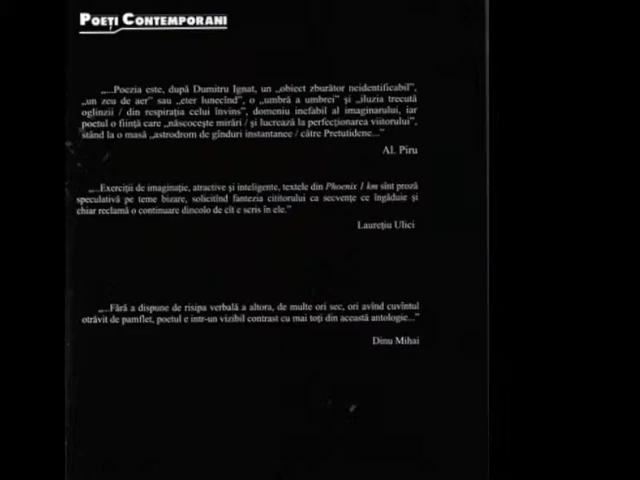 POEȚI CONTEMPORANI
„...Poezia este, după Dumitru Ignat, un „obiect zburător neidentificabil”,
„un zeu de aer” sau „eter lunecînd”, o „umbră a umbrei” și „iluzia trecută
oglinzii / din respirația celui învins”, domeniu inefabil al imaginarului, iar
poetul o ființă care „născocește mirări / și lucrează la perfecționarea viitorului”,
stând la o masă „astrodrom de gînduri instantanee / către Pretutidene...”
Al. Piru
„...Exerciții de imaginație, atractive și inteligente, textele din Phoenix 1 km sînt proză
speculativă pe teme bizare, solicitînd fantezia cititorului ca secvențe ce îngăduie și
chiar reclamă o continuare dincolo de cît e scris în ele.”
Laurețiu Ulici
„...Fără a dispune de risipa verbală a altora, de multe ori sec, ori avînd cuvîntul
otrăvit de pamflet, poetul e intr-un vizibil contrast cu mai toți din această antologie...”
Dinu Mihai